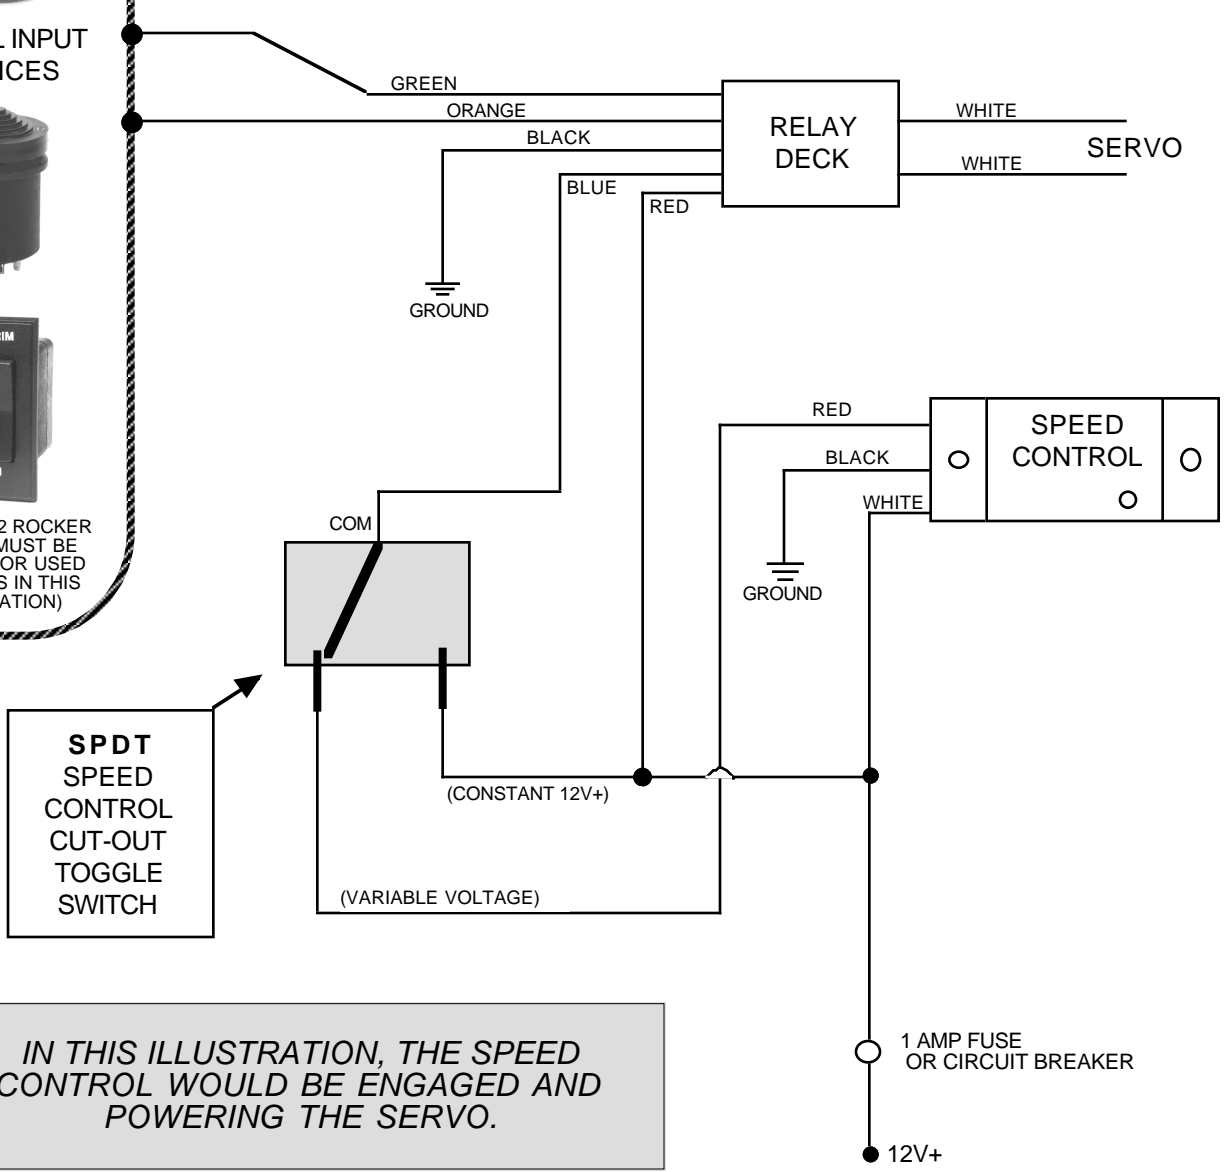 INPUT
GREEN
ORANGE
BLACK
BLUE
RED
RELAY
DECK
WHITE
WHITE
SERVO
GROUND
RED
BLACK
WHITE
SPEED
CONTROL
GROUND
2 ROCKER
MUST BE
OR USED
IN THIS
COM
SPDT
SPEED
CONTROL
CUT-OUT
TOGGLE
SWITCH
(CONSTANT 12V+)
(VARIABLE VOLTAGE)
IN THIS ILLUSTRATION, THE SPEED
CONTROL WOULD BE ENGAGED AND
POWERING THE SERVO.
1 AMP FUSE
OR CIRCUIT BREAKER
12V+